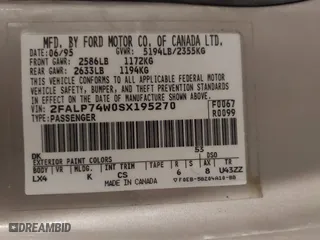 MFD. BY FORD MOTOR CO. OF CANADA LTD.
DATE: 06/95 GVWR: 5194LB/2355KG
FRONT GAWR: 2586LB 1172KG
REAR GAWR: 2633LB 1194KG
THIS VEHICLE CONFORMS TO ALL APPLICABLE FEDERAL
MOTOR VEHICLE SAFETY, BUMPER, AND THEFT PREVENTION
STANDARDS IN EFFECT ON THE DATE OF MANUFACTURE
SHOWN ABOVE.
VIN: 2FALP74W0SX195270
TYPE: PASSENGER
F0067
R0099
DK 53
EXTERIOR PAINT COLORS DSO
BODY VR MLDG. INT TRIM TAPE R S AX TR
LX4 K CS 6 8 U43ZZ
MADE IN CANADA
DREAMBID